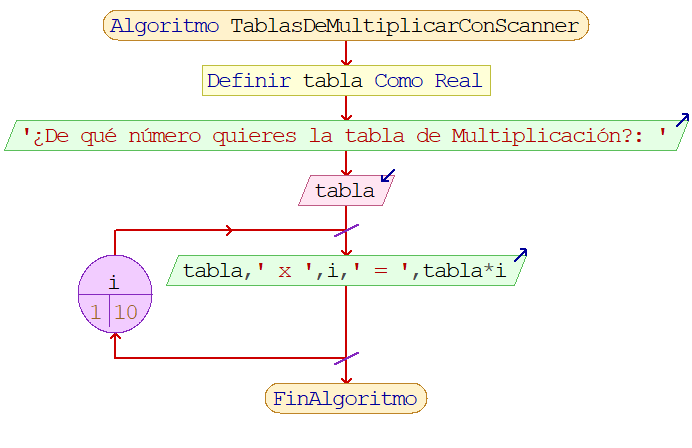 Algoritmo TablasDeMultiplicarConScanner
Definir tabla Como Real
'¿De qué número quieres la tabla de Multiplicación?: '
tabla
tabla,' x ',i,' = ',tabla*i
i
1 10
FinAlgoritmo